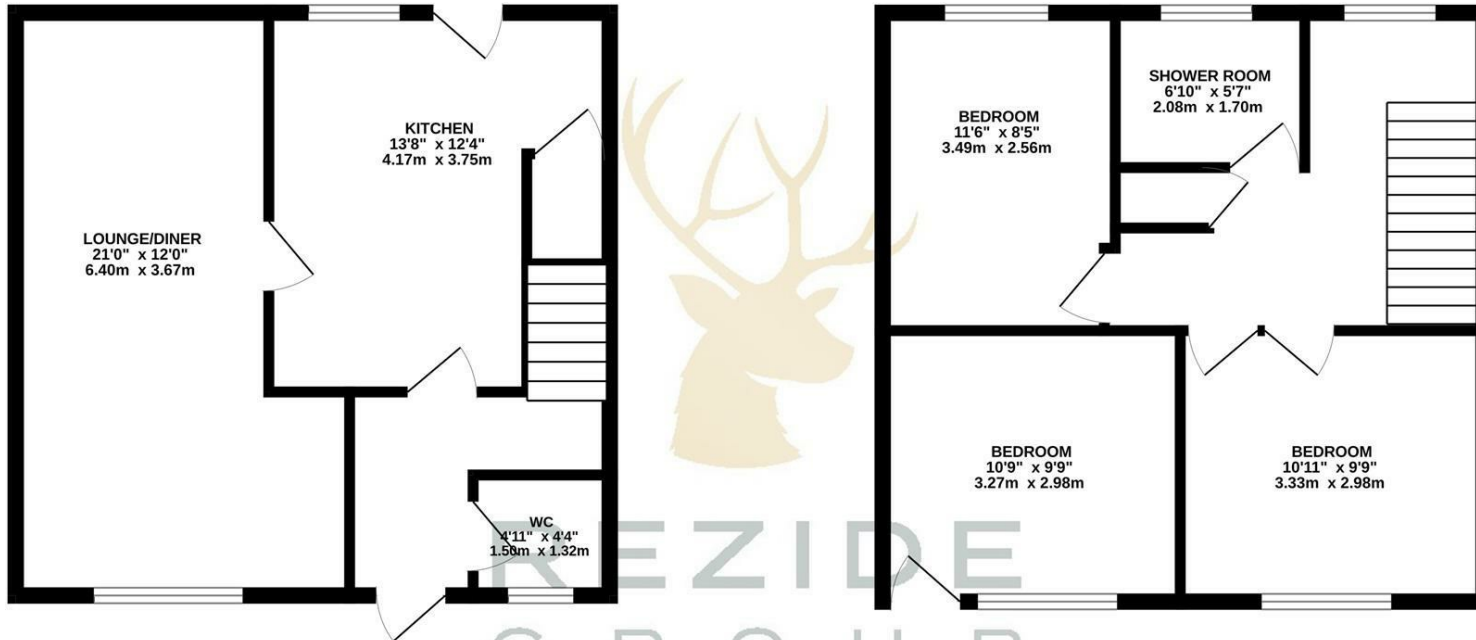 KITCHEN
13'8" x 12'4"
4.17m x 3.75m
LOUNGE/DINER
21'0" x 12'0"
6.40m x 3.67m
WC
4'11" x 4'4"
1.50m x 1.32m
BEDROOM
11'6" x 8'5"
3.49m x 2.56m
SHOWER ROOM
6'10" x 5'7"
2.08m x 1.70m
BEDROOM
10'9" x 9'9"
3.27m x 2.98m
BEDROOM
10'11" x 9'9"
3.33m x 2.98m
REZIDE
GROUP